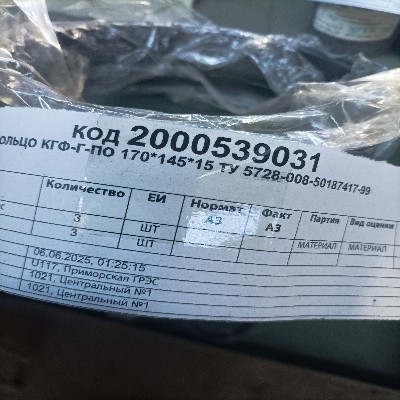 КОД 2000539031
ОЛЬЦО КГФ-Г-ПО 170*145*15 ТУ 5728-008-50187417-99
Количество ЕИ Нормат Факт Партия Вид оценки
3 ШТ А3 А3 МАТЕРИАЛ МАТЕРИАЛ
3 ШТ
06.06.2025, 01:25:15
U117, Приморская ГРЭС
1021, Центральный №1
1021, Центральный №1